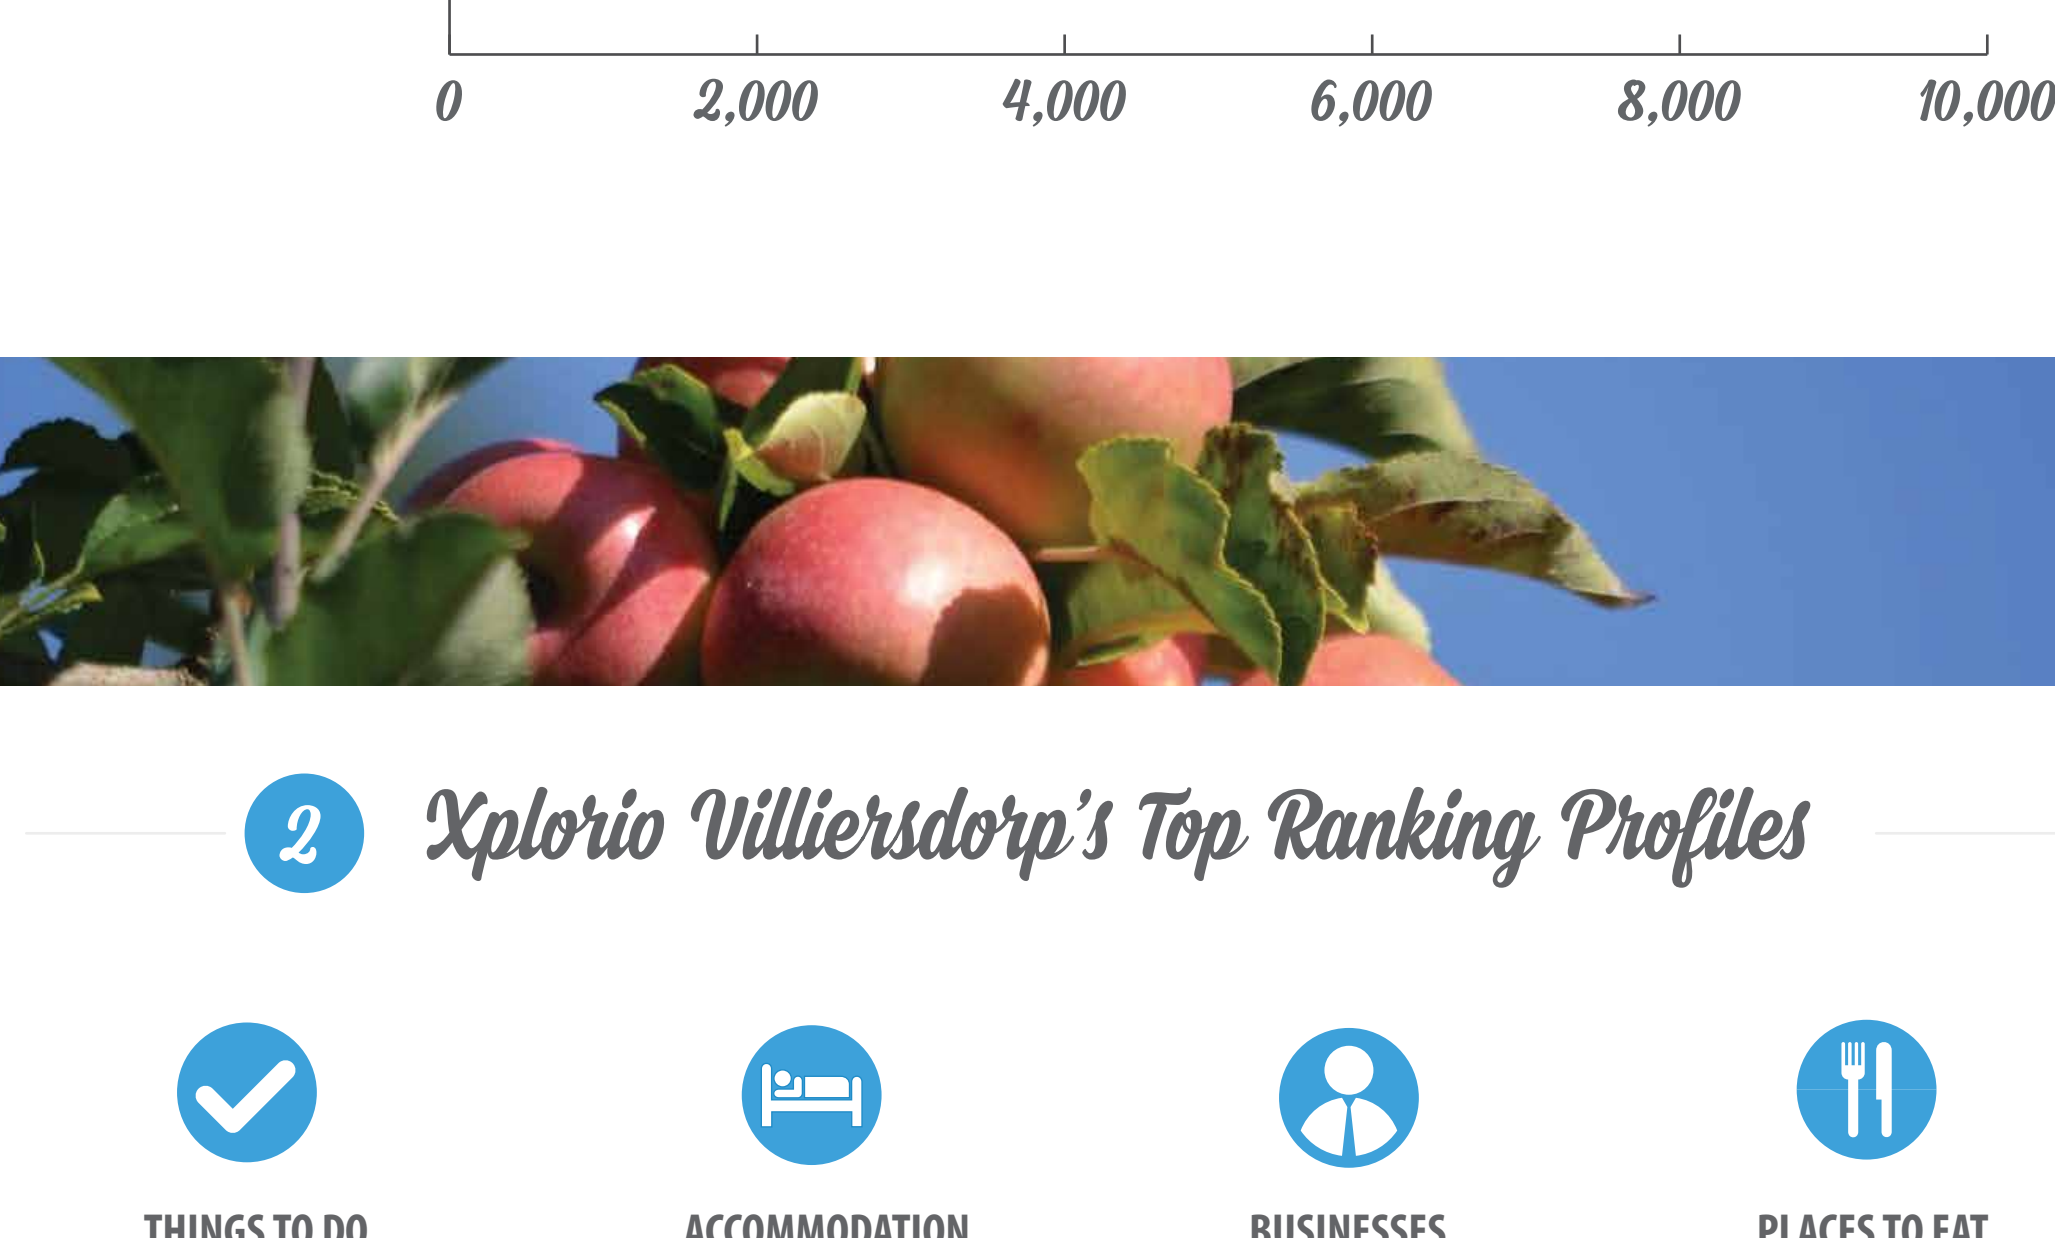 0 2,000 4,000 6,000 8,000 10,000
2 Xplorio Villiersdorp's Top Ranking Profiles
THINGS TO DO ACCOMMODATION BUSINESSES PLACES TO EAT